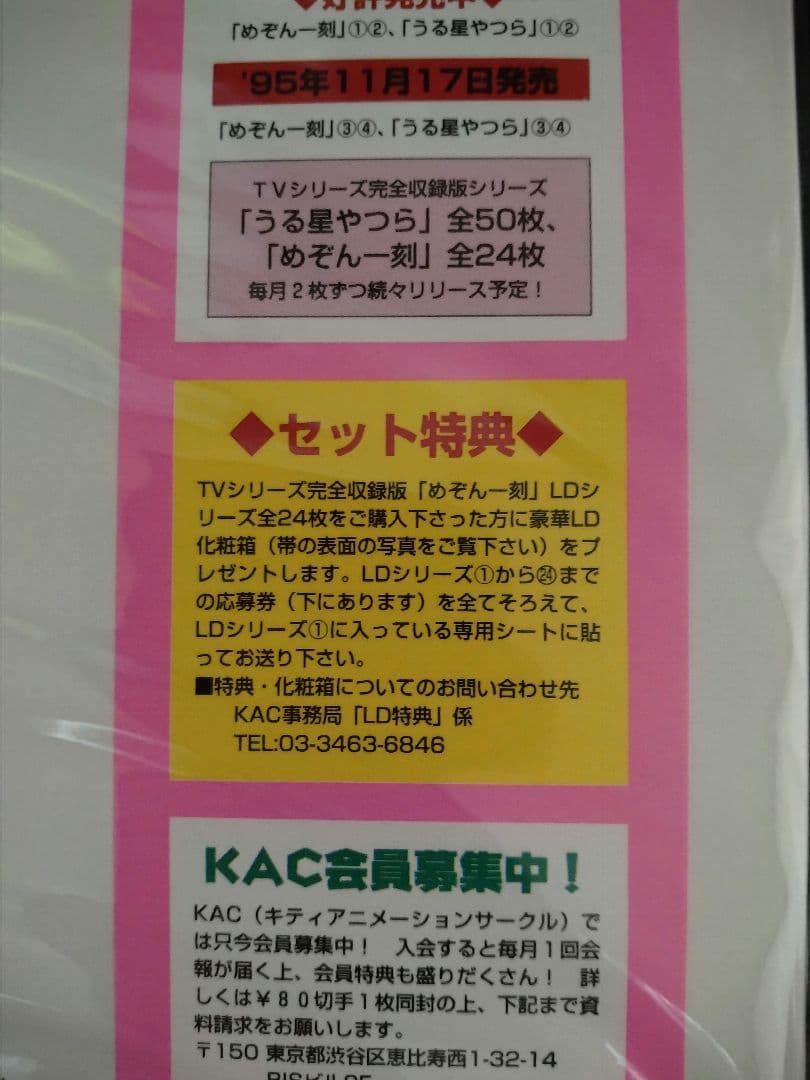 ◆好評発売中◆
「めぞん一刻」①②、「うる星やつら」①②
'95年11月17日発売
「めぞん一刻」③④、「うる星やつら」③④
TVシリーズ完全収録版シリーズ
「うる星やつら」全50枚、
「めぞん一刻」全24枚
毎月2枚ずつ続々リリース予定！
◆セット特典◆
TVシリーズ完全収録版「めぞん一刻」LDシ
リーズ全24枚をご購入下さった方に豪華LD
化粧箱（帯の表面の写真をご覧下さい）をプ
レゼントします。LDシリーズ①から㉔まで
の応募券（下にあります）を全てそろえて、
LDシリーズ①に入っている専用シートに貼
ってお送り下さい。
■特典・化粧箱についてのお問い合わせ先
KAC事務局「LD特典」係
TEL:03-3463-6846
KAC会員募集中！
KAC（キティアニメーションサークル）で
は只今会員募集中！　入会すると毎月1回会
報が届く上、会員特典も盛りだくさん！　詳
しくは￥80切手1枚同封の上、下記まで資
料請求をお願いします。
〒150 東京都渋谷区恵比寿西1-32-14